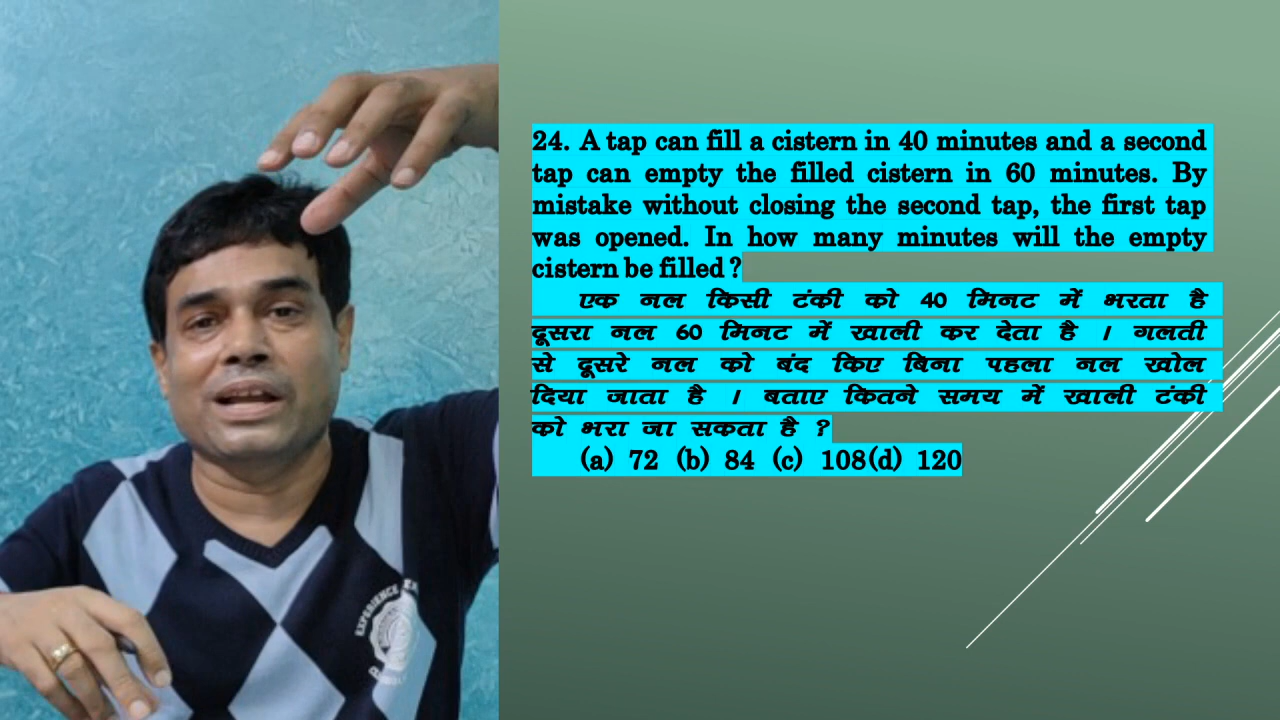 24. A tap can fill a cistern in 40 minutes and a second
tap can empty the filled cistern in 60 minutes. By
mistake without closing the second tap, the first tap
was opened. In how many minutes will the empty
cistern be filled ?
एक नल किसी टंकी को 40 मिनट में भरता है
दूसरा नल 60 मिनट में खाली कर देता है । गलती
से दूसरे नल को बंद किए बिना पहला नल खोल
दिया जाता है । बताए कितने समय में खाली टंकी
को भरा जा सकता है ?
(a) 72 (b) 84 (c) 108(d) 120
EXPERIENCE